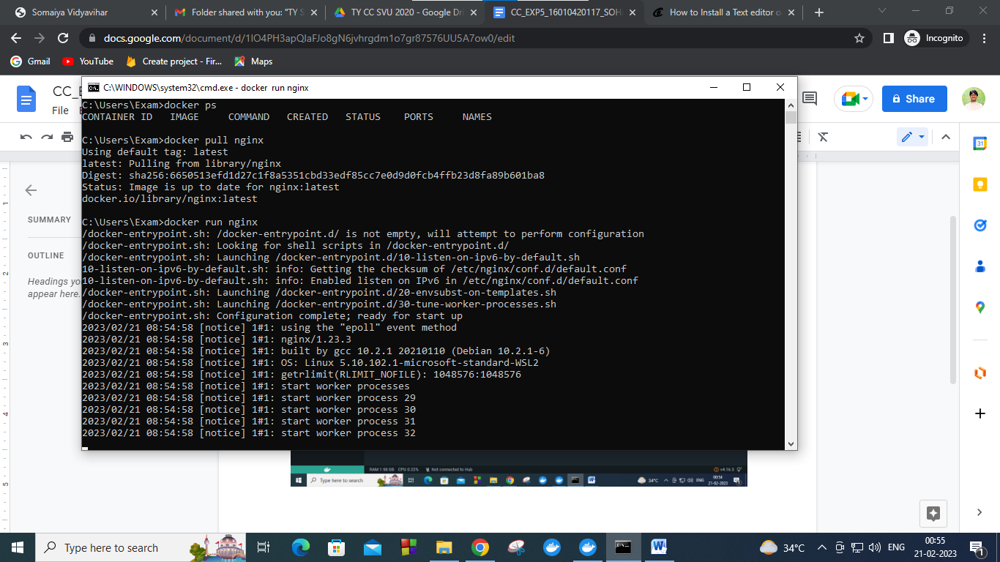 Somaiya Vidyavihar
Folder shared with you: "TY S
TY CC SVU 2020 - Google Dri
CC_EXP5_16010420117_SOH
How to Install a Text editor o
docs.google.com/document/d/1IO4PH3apQIaFJo8gN6jvhrgdm1o7gr87576UU5A7ow0/edit
Incognito
Gmail
YouTube
Create project - Fir...
Maps
CC_E
File
Share
C:\WINDOWS\system32\cmd.exe - docker run nginx
C:\Users\Exam>docker ps
CONTAINER ID   IMAGE     COMMAND   CREATED   STATUS    PORTS     NAMES
C:\Users\Exam>docker pull nginx
Using default tag: latest
latest: Pulling from library/nginx
Digest: sha256:6650513efd1d27c1f8a5351cbd33edf85cc7e0d9d0fcb4ffb23d8fa89b601ba8
Status: Image is up to date for nginx:latest
docker.io/library/nginx:latest
C:\Users\Exam>docker run nginx
/docker-entrypoint.sh: /docker-entrypoint.d/ is not empty, will attempt to perform configuration
/docker-entrypoint.sh: Looking for shell scripts in /docker-entrypoint.d/
/docker-entrypoint.sh: Launching /docker-entrypoint.d/10-listen-on-ipv6-by-default.sh
10-listen-on-ipv6-by-default.sh: info: Getting the checksum of /etc/nginx/conf.d/default.conf
10-listen-on-ipv6-by-default.sh: info: Enabled listen on IPv6 in /etc/nginx/conf.d/default.conf
/docker-entrypoint.sh: Launching /docker-entrypoint.d/20-envsubst-on-templates.sh
/docker-entrypoint.sh: Launching /docker-entrypoint.d/30-tune-worker-processes.sh
/docker-entrypoint.sh: Configuration complete; ready for start up
2023/02/21 08:54:58 [notice] 1#1: using the "epoll" event method
2023/02/21 08:54:58 [notice] 1#1: nginx/1.23.3
2023/02/21 08:54:58 [notice] 1#1: built by gcc 10.2.1 20210110 (Debian 10.2.1-6)
2023/02/21 08:54:58 [notice] 1#1: OS: Linux 5.10.102.1-microsoft-standard-WSL2
2023/02/21 08:54:58 [notice] 1#1: getrlimit(RLIMIT_NOFILE): 1048576:1048576
2023/02/21 08:54:58 [notice] 1#1: start worker processes
2023/02/21 08:54:58 [notice] 1#1: start worker process 29
2023/02/21 08:54:58 [notice] 1#1: start worker process 30
2023/02/21 08:54:58 [notice] 1#1: start worker process 31
2023/02/21 08:54:58 [notice] 1#1: start worker process 32
SUMMARY
OUTLINE
Headings yo
appear here.
31
1
2
3
4
5
RAM 1.98 GB CPU 0.22% Not connected to Hub
v4.16.3
Type here to search
34°C
ENG
00:54
21-02-2023
Type here to search
34°C
ENG
00:55
21-02-2023
1